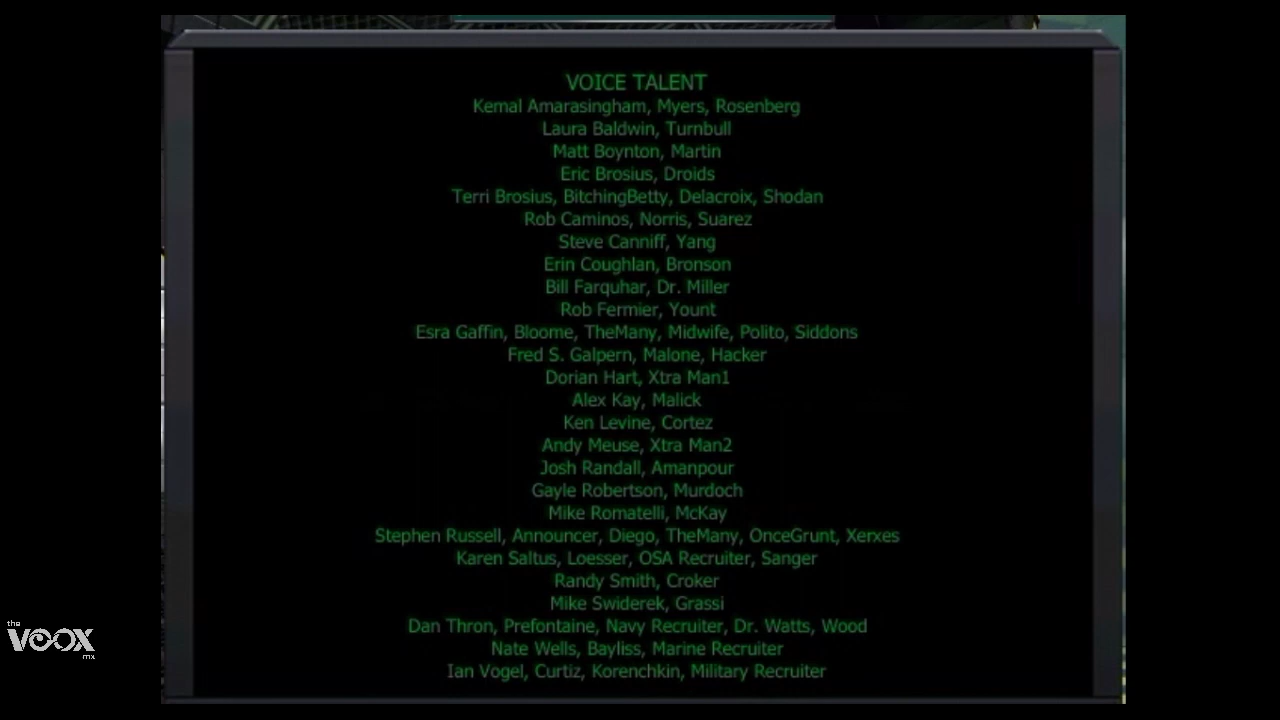 VOICE TALENT
Kemal Amarasingham, Myers, Rosenberg
Laura Baldwin, Turnbull
Matt Boynton, Martin
Eric Brosius, Droids
Terri Brosius, BitchingBetty, Delacroix, Shodan
Rob Caminos, Norris, Suarez
Steve Canniff, Yang
Erin Coughlan, Bronson
Bill Farquhar, Dr. Miller
Rob Fermier, Yount
Esra Gaffin, Bloome, TheMany, Midwife, Polito, Siddons
Fred S. Galpern, Malone, Hacker
Dorian Hart, Xtra Man1
Alex Kay, Malick
Ken Levine, Cortez
Andy Meuse, Xtra Man2
Josh Randall, Amanpour
Gayle Robertson, Murdoch
Mike Romatelli, McKay
Stephen Russell, Announcer, Diego, TheMany, OnceGrunt, Xerxes
Karen Saltus, Loesser, OSA Recruiter, Sanger
Randy Smith, Croker
Mike Swiderek, Grassi
Dan Thron, Prefontaine, Navy Recruiter, Dr. Watts, Wood
Nate Wells, Bayliss, Marine Recruiter
Ian Vogel, Curtiz, Korenchkin, Military Recruiter
the
VOOX
mx